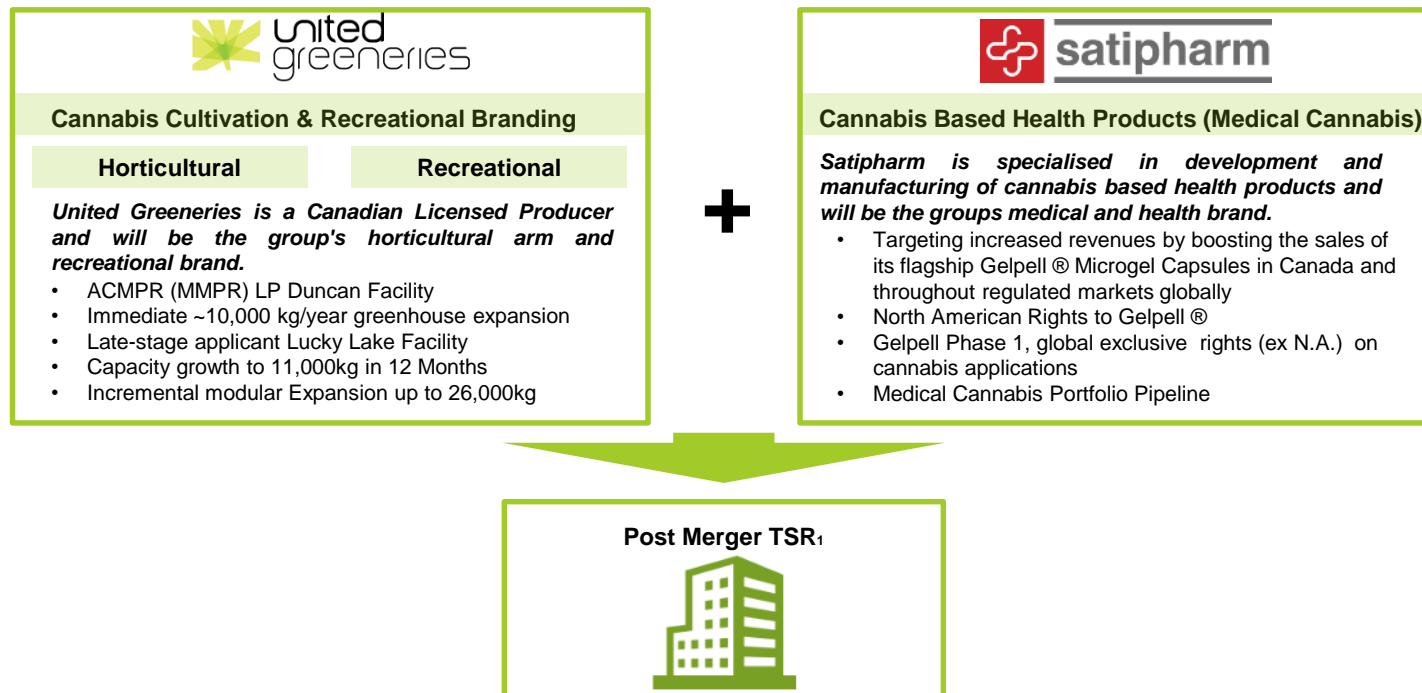 united
greeneries
Cannabis Cultivation & Recreational Branding
Horticultural
Recreational
United Greeneries is a Canadian Licensed Producer
and will be the group's horticultural arm and
recreational brand.
• ACMPR (MMPR) LP Duncan Facility
• Immediate ~10,000 kg/year greenhouse expansion
• Late-stage applicant Lucky Lake Facility
• Capacity growth to 11,000kg in 12 Months
• Incremental modular Expansion up to 26,000kg
+
satipharm
Cannabis Based Health Products (Medical Cannabis)
Satipharm is specialised in development and
manufacturing of cannabis based health products and
will be the groups medical and health brand.
• Targeting increased revenues by boosting the sales of
its flagship Gelpell ® Microgel Capsules in Canada and
throughout regulated markets globally
• North American Rights to Gelpell ®
• Gelpell Phase 1, global exclusive rights (ex N.A.) on
cannabis applications
• Medical Cannabis Portfolio Pipeline
Post Merger TSR1